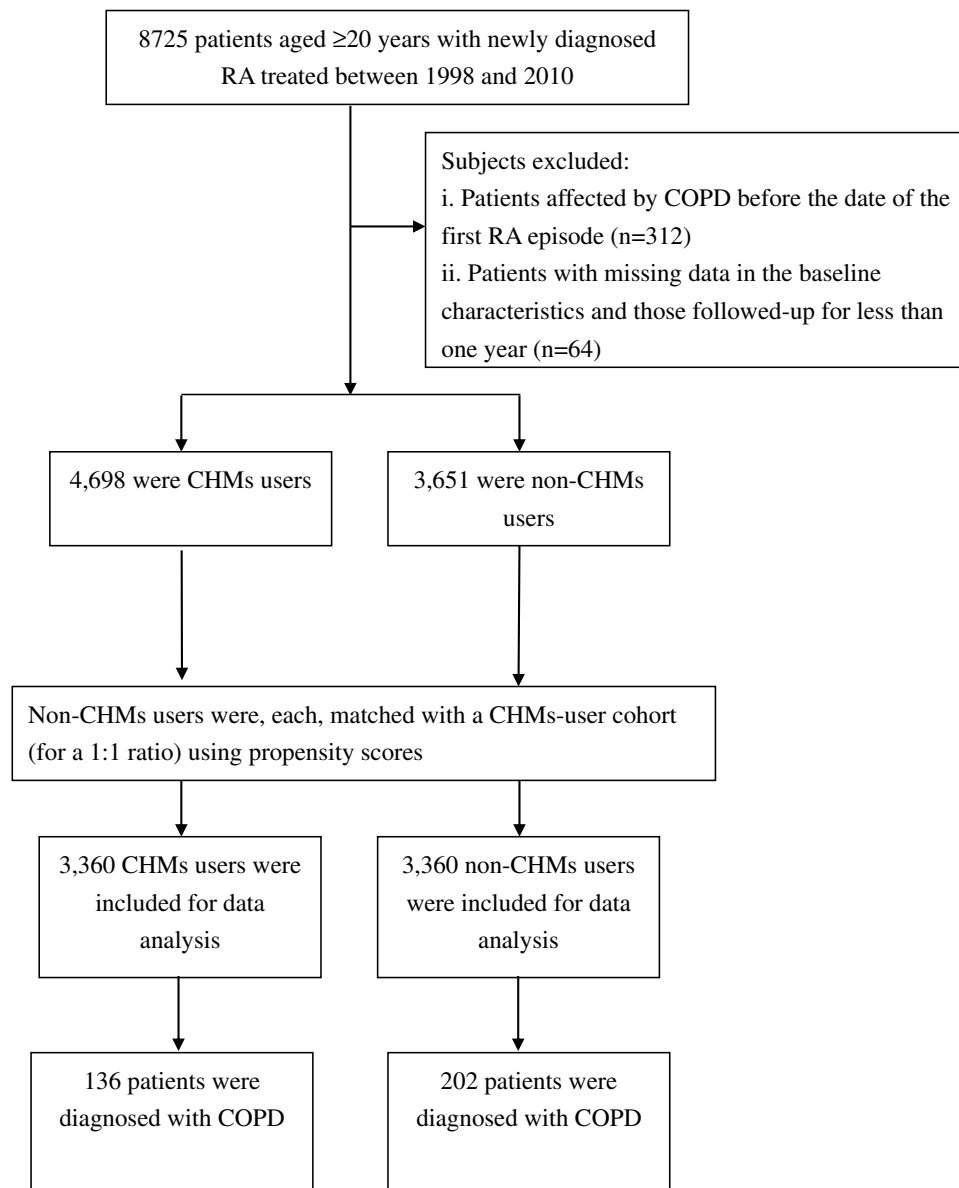 8725 patients aged ≥20 years with newly diagnosed
RA treated between 1998 and 2010
Subjects excluded:
i. Patients affected by COPD before the date of the
first RA episode (n=312)
ii. Patients with missing data in the baseline
characteristics and those followed-up for less than
one year (n=64)
4,698 were CHMs users
3,651 were non-CHMs
users
Non-CHMs users were, each, matched with a CHMs-user cohort
(for a 1:1 ratio) using propensity scores
3,360 CHMs users were
included for data
analysis
3,360 non-CHMs users
were included for data
analysis
136 patients were
diagnosed with COPD
202 patients were
diagnosed with COPD